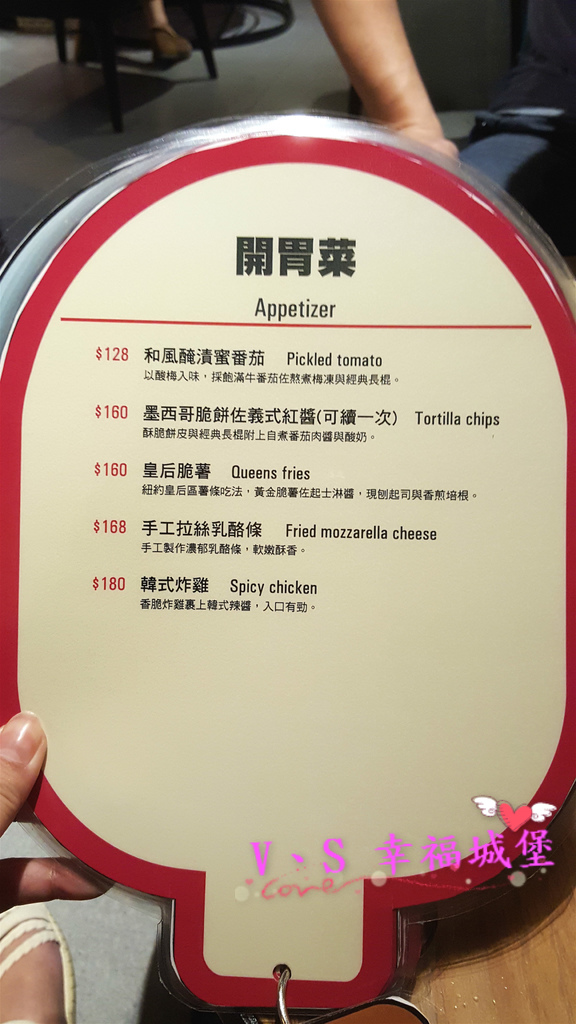 開胃菜
Appetizer
$128 和風醃漬蜜番茄 Pickled tomato
以酸梅入味，採飽滿牛番茄佐熬煮梅凍與經典長棍。
$160 墨西哥脆餅佐義式紅醬(可續一次) Tortilla chips
酥脆餅皮與經典長棍附上自煮番茄肉醬與酸奶。
$160 皇后脆薯 Queens fries
紐約皇后區薯條吃法，黃金脆薯佐起士淋醬，現刨起司與香煎培根。
$168 手工拉絲乳酪條 Fried mozzarella cheese
手工製作濃郁乳酪條，軟嫩酥香。
$180 韓式炸雞 Spicy chicken
香脆炸雞裹上韓式辣醬，入口有勁。
V、S 幸福城堡